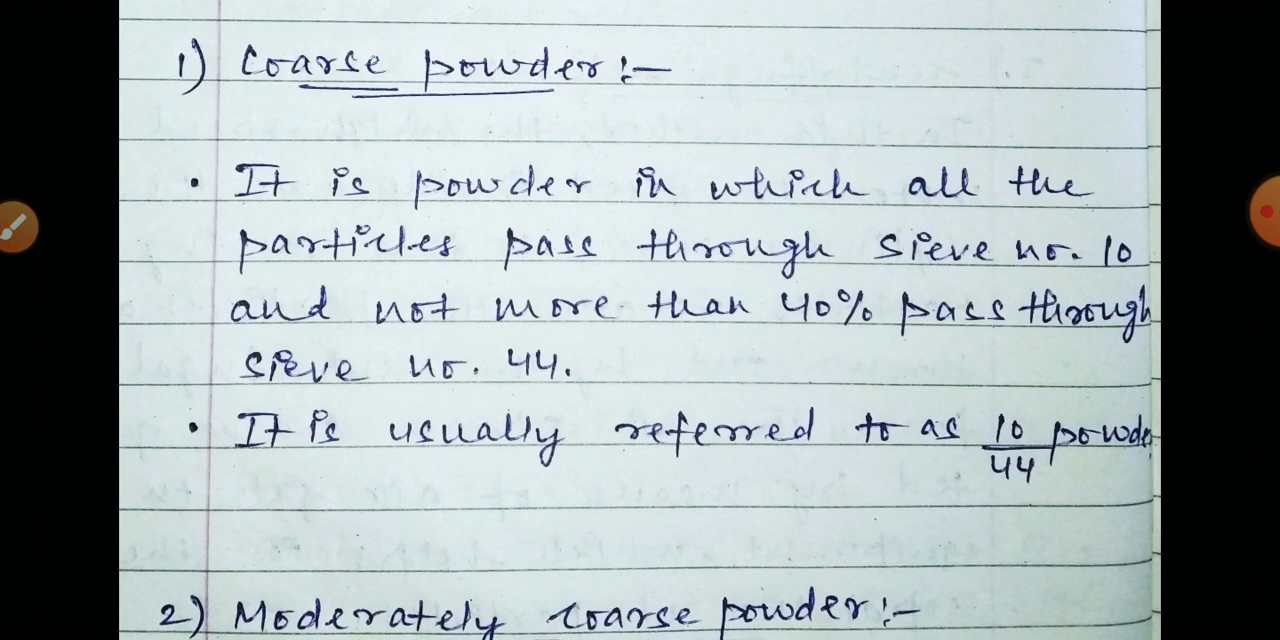 1) Coarse powder:-
• It is powder in which all the
particles pass through sieve no. 10
and not more than 40% pass through
sieve no. 44.
• It is usually referred to as 10/44 powder
2) Moderately coarse powder:-